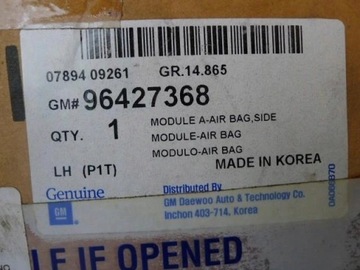 07894 09261 GR.14.865
GM# 96427368
QTY. 1 MODULE A-AIR BAG,SIDE
MODULE-AIR BAG
MODULO-AIR BAG
LH (P1T) MADE IN KOREA
Genuine
GM
Distributed By
GM Daewoo Auto & Technology Co.
Inchon 403-714, Korea
IF OPENED